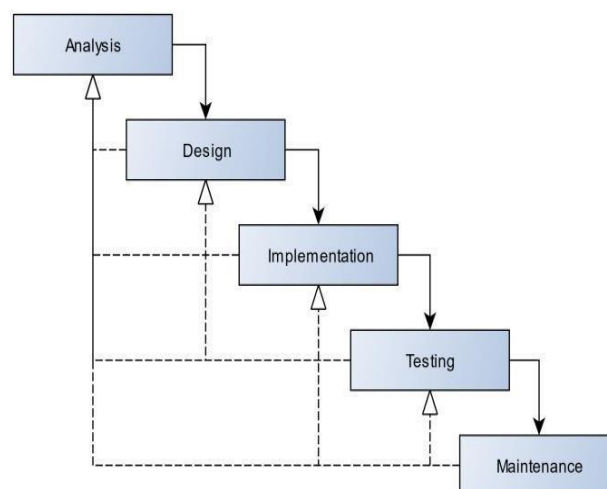 Analysis
Design
Implementation
Testing
Maintenance